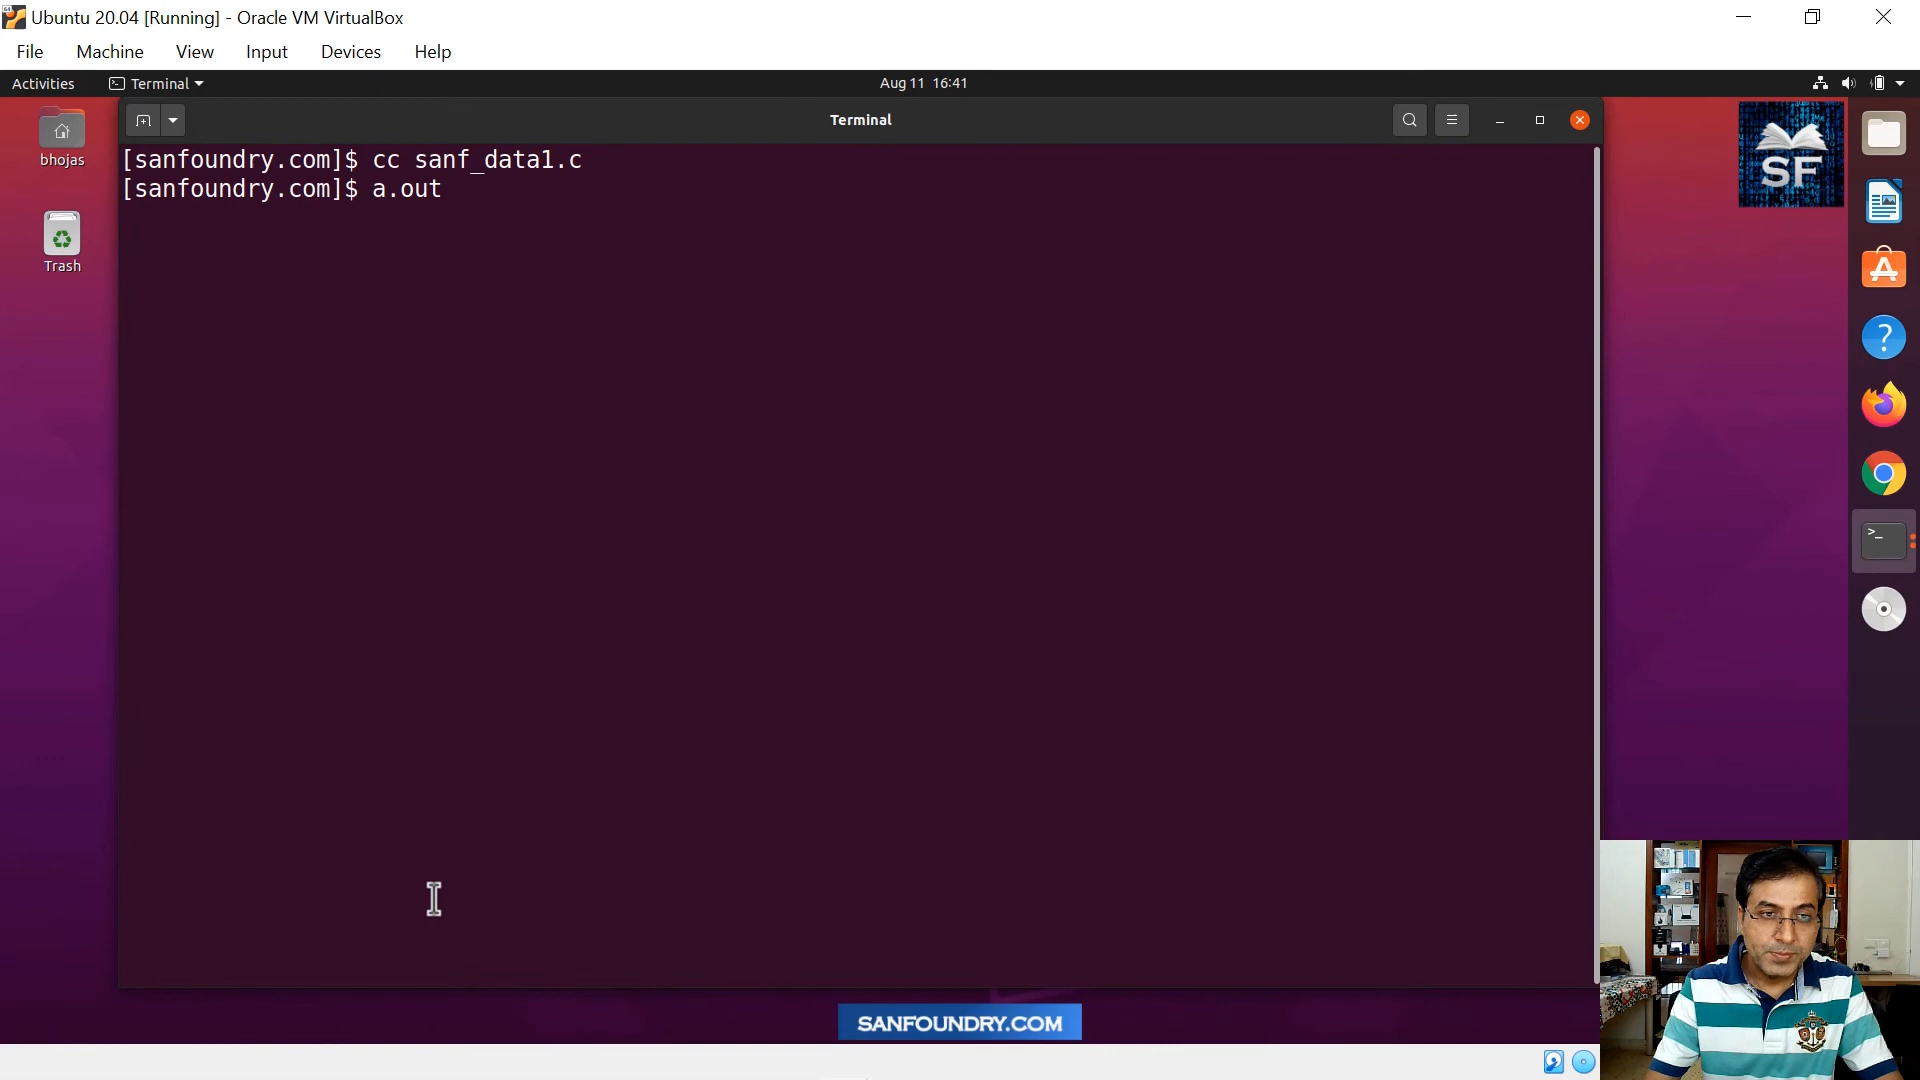 Ubuntu 20.04 [Running] - Oracle VM VirtualBox
File Machine View Input Devices Help
Activities Terminal Aug 11 16:41
Terminal
bhojas
Trash
[sanfoundry.com]$ cc sanf_data1.c
[sanfoundry.com]$ a.out
SF
SANFOUNDRY.COM